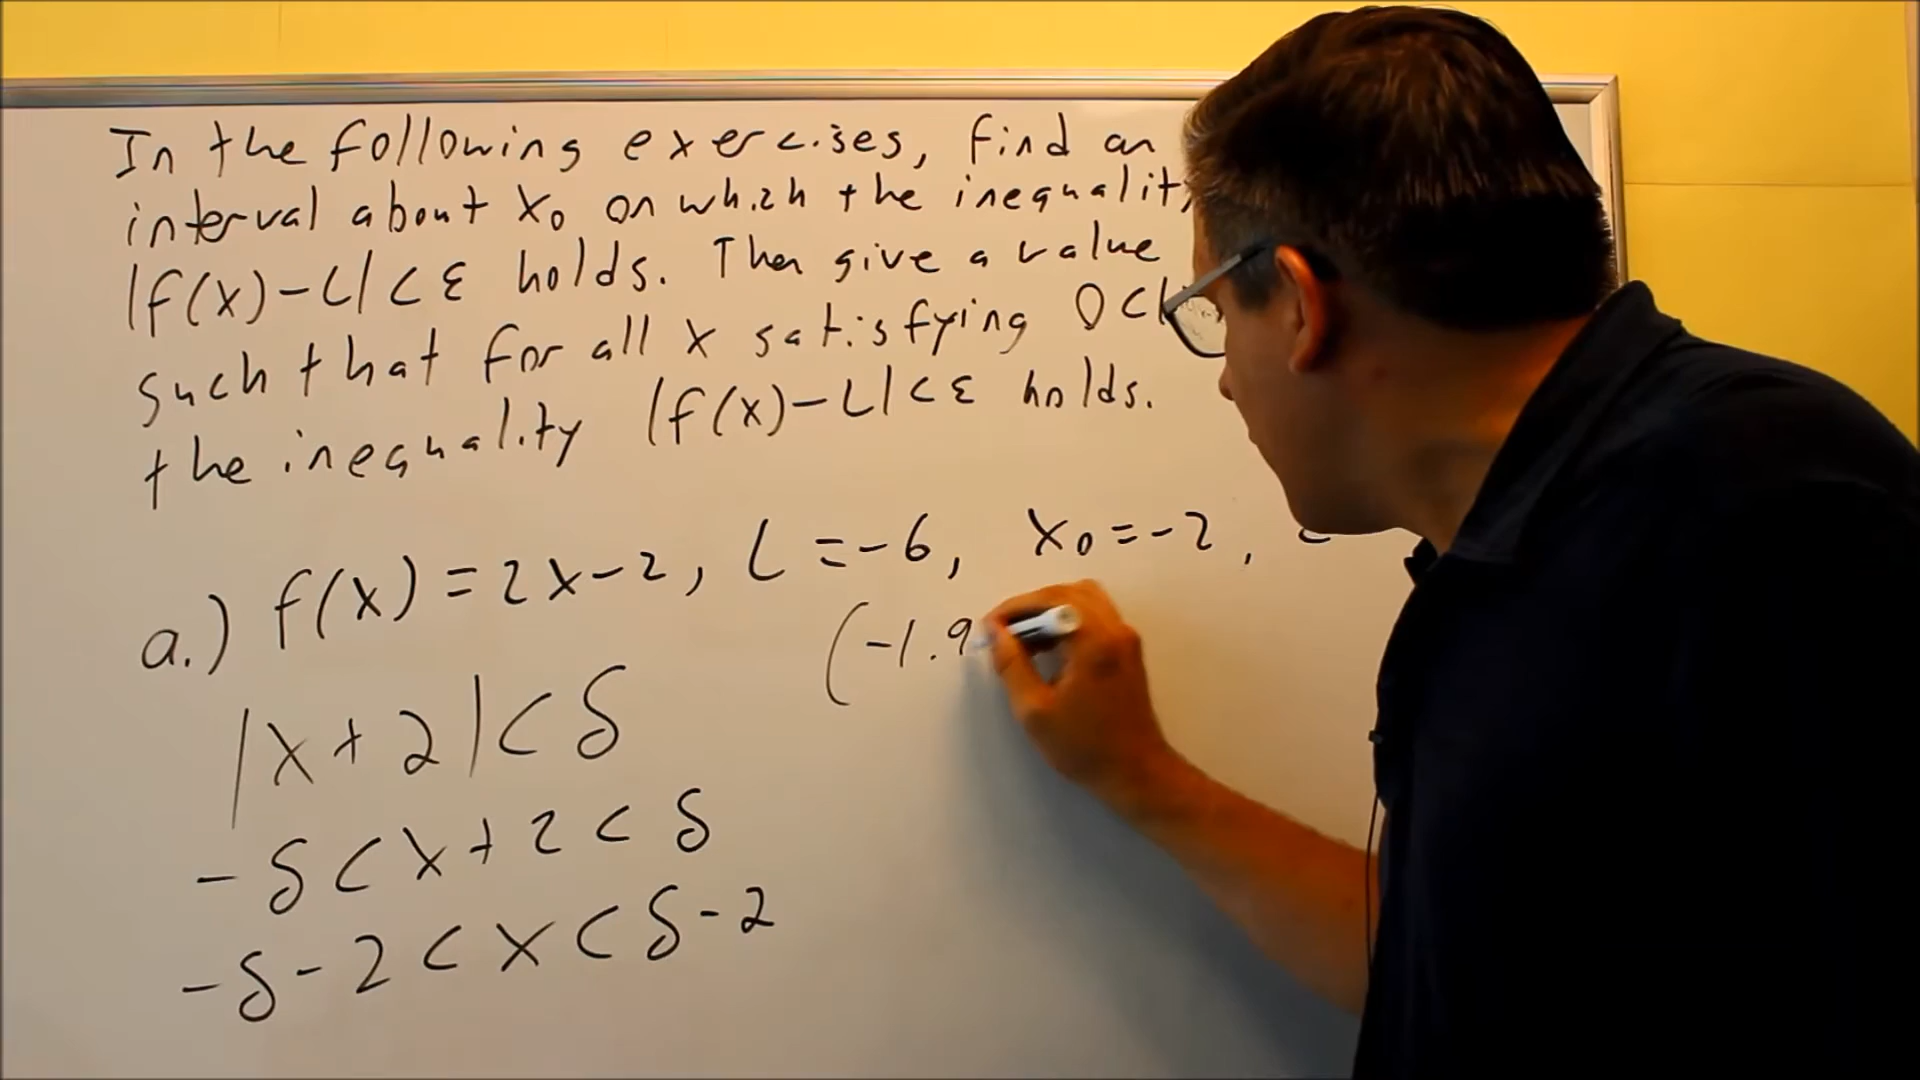 In the following exercises, find an
interval about x₀ on which the inequality
|f(x)-L|<ε holds. Then give a value
such that for all x satisfying 0<|
the inequality |f(x)-L|<ε holds.
a.) f(x)=2x-2, L=-6, x₀=-2,
(-1.9
|x+2|<δ
-δ<x+2<δ
-δ-2<x<δ-2